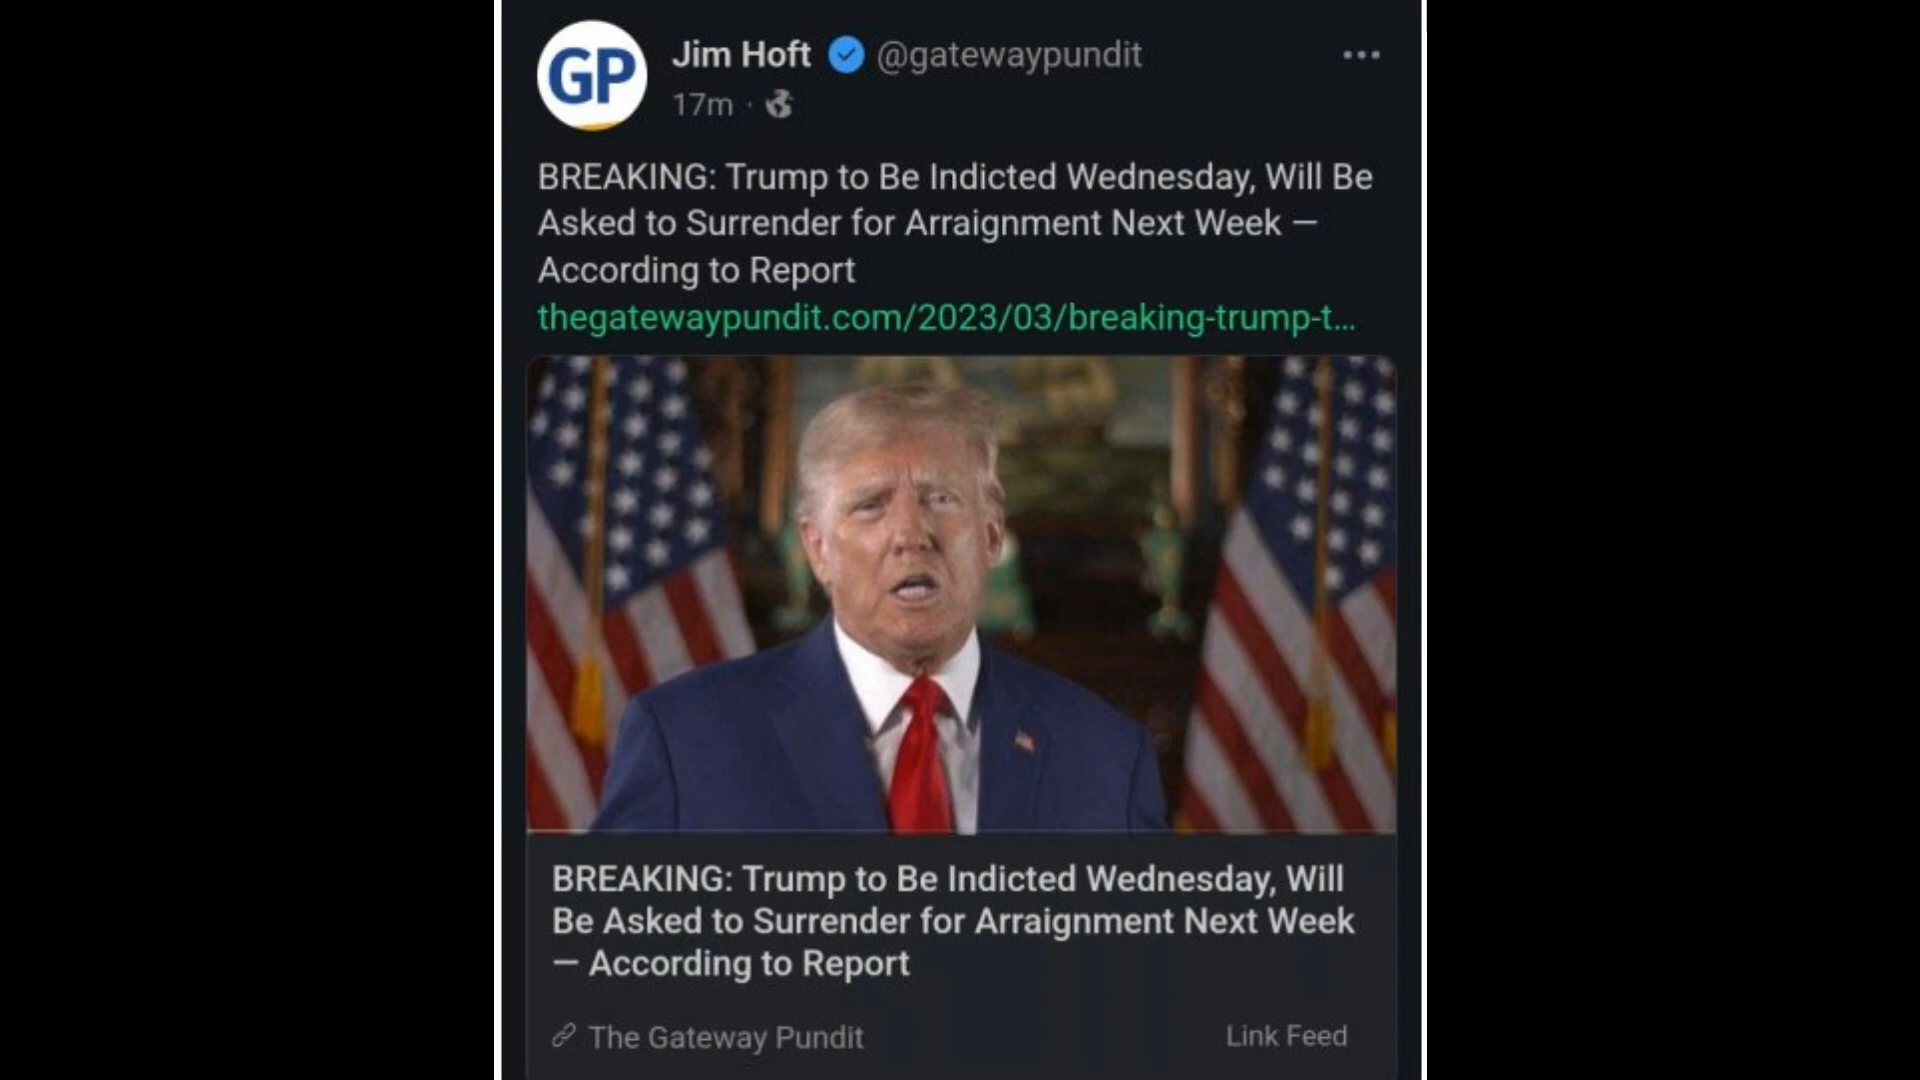 GP
Jim Hoft @gatewaypundit
17m ·
BREAKING: Trump to Be Indicted Wednesday, Will Be
Asked to Surrender for Arraignment Next Week —
According to Report
thegatewaypundit.com/2023/03/breaking-trump-t...
BREAKING: Trump to Be Indicted Wednesday, Will
Be Asked to Surrender for Arraignment Next Week
— According to Report
The Gateway Pundit
Link Feed